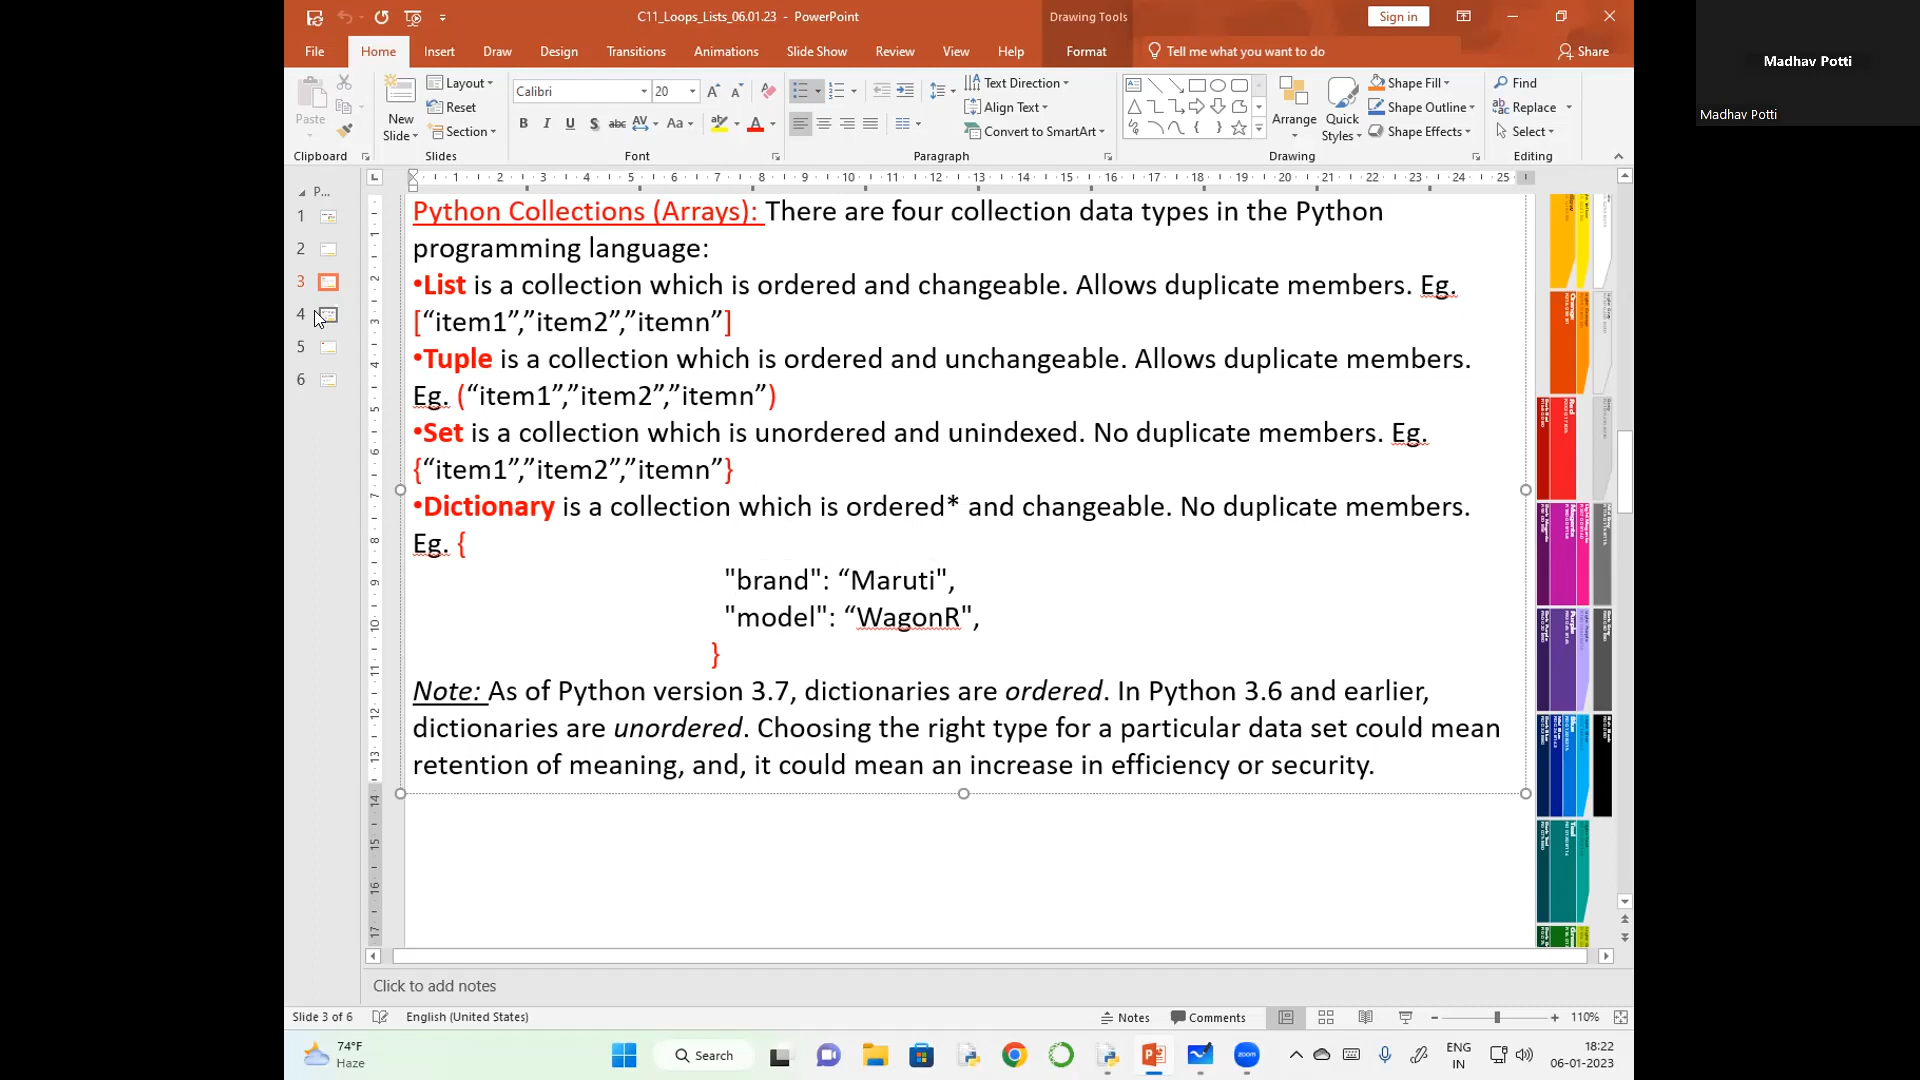 C11_Loops_Lists_06.01.23 - PowerPoint
Drawing Tools
Sign in
Madhav Potti
Madhav Potti
File Home Insert Draw Design Transitions Animations Slide Show Review View Help Format Tell me what you want to do Share
Paste
Clipboard
New Slide
Layout
Reset
Section
Slides
Calibri 20
Font
Text Direction
Align Text
Convert to SmartArt
Paragraph
Arrange
Quick Styles
Shape Fill
Shape Outline
Shape Effects
Drawing
Find
Replace
Select
Editing
P...
1
2
3
4
5
6
Python Collections (Arrays): There are four collection data types in the Python
programming language:
•List is a collection which is ordered and changeable. Allows duplicate members. Eg.
[“item1”,”item2”,”itemn”]
•Tuple is a collection which is ordered and unchangeable. Allows duplicate members.
Eg. (“item1”,”item2”,”itemn”)
•Set is a collection which is unordered and unindexed. No duplicate members. Eg.
{“item1”,”item2”,”itemn”}
•Dictionary is a collection which is ordered* and changeable. No duplicate members.
Eg. {
"brand": “Maruti",
"model": “WagonR",
}
Note: As of Python version 3.7, dictionaries are ordered. In Python 3.6 and earlier,
dictionaries are unordered. Choosing the right type for a particular data set could mean
retention of meaning, and, it could mean an increase in efficiency or security.
Click to add notes
Slide 3 of 6 English (United States) Notes Comments 110%
74°F
Haze
Search
zoom
ENG
IN
18:22
06-01-2023